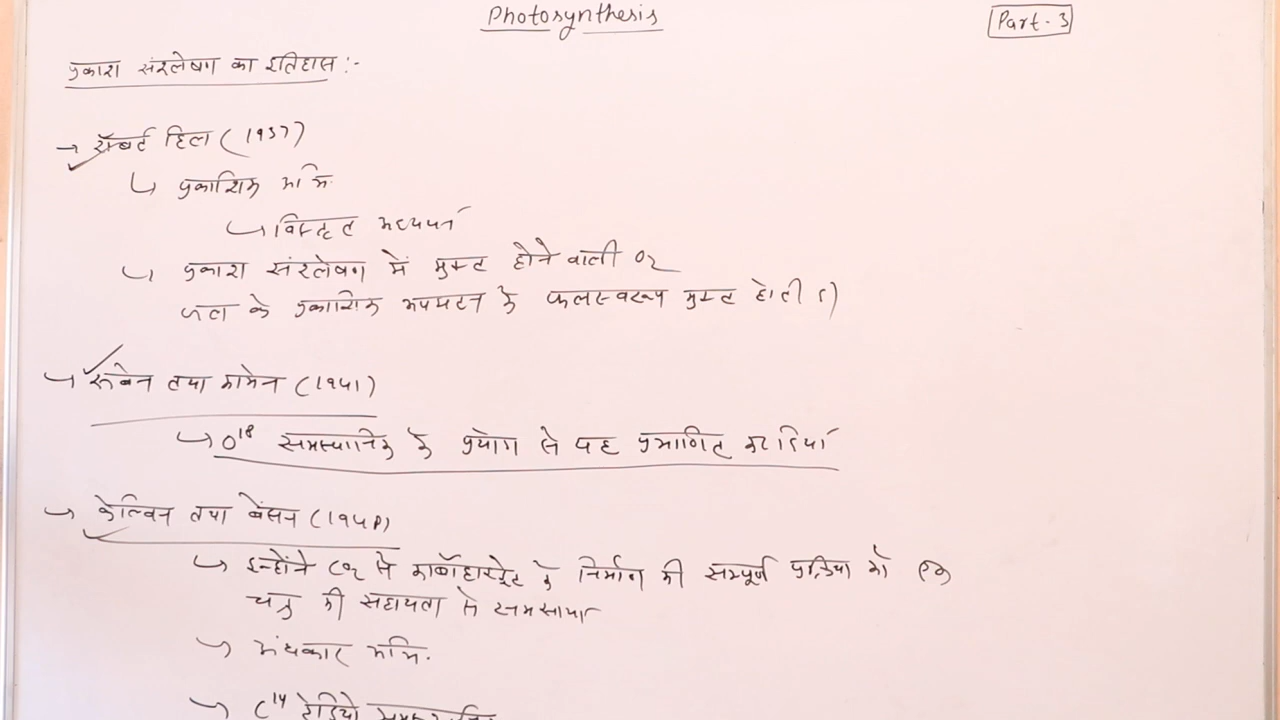 Photosynthesis
Part-3
प्रकाश संश्लेषण का इतिहास :-
→ रॉबर्ट हिल (1937)
↳ प्रकाशिक अभि.
↳ विस्तृत अध्ययन
↳ प्रकाश संश्लेषण में मुक्त होने वाली O2
जल के प्रकाशिक अपघटन के फलस्वरूप मुक्त होती है
→ रूबेन तथा कामेन (1941)
↳ O18 समस्थानिक के प्रयोग से यह प्रमाणित कर दिया
→ केल्विन तथा बेंसन (194
↳ इन्होंने CO2 से कार्बोहाइड्रेट के निर्माण की सम्पूर्ण प्रक्रिया को एक
चक्र की सहायता से समझाया
↳ अंधकार अभि.
↳ C14 रेडियो